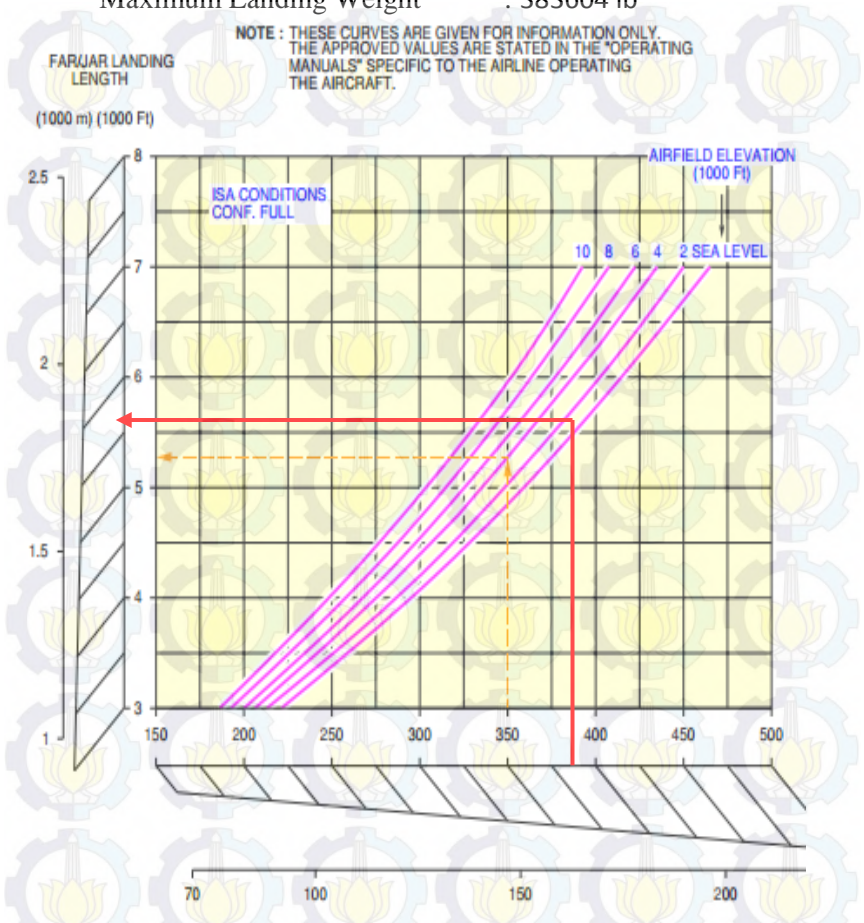 Maximum Landing Weight : 383604 lb
NOTE : THESE CURVES ARE GIVEN FOR INFORMATION ONLY.
THE APPROVED VALUES ARE STATED IN THE "OPERATING
MANUALS" SPECIFIC TO THE AIRLINE OPERATING
THE AIRCRAFT.
FAR/JAR LANDING
LENGTH
(1000 m) (1000 Ft)
AIRFIELD ELEVATION
(1000 Ft)
ISA CONDITIONS
CONF. FULL
10 8 6 4 2 SEA LEVEL
8
2.5
7
2
6
5
1.5
4
3
1
150 200 250 300 350 400 450 500
70 100 150 200